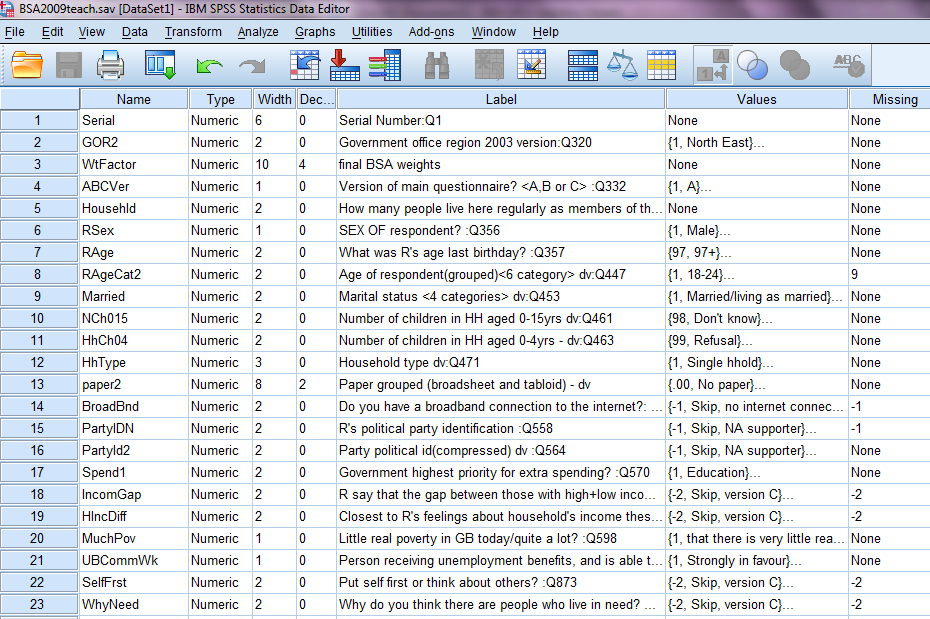 BSA2009teach.sav [DataSet1] - IBM SPSS Statistics Data Editor
File Edit View Data Transform Analyze Graphs Utilities Add-ons Window Help
A 1 ABC
Name Type Width Dec... Label Values Missing
1 Serial Numeric 6 0 Serial Number:Q1 None None
2 GOR2 Numeric 2 0 Government office region 2003 version:Q320 {1, North East}... None
3 WtFactor Numeric 10 4 final BSA weights None None
4 ABCVer Numeric 1 0 Version of main questionnaire? <A,B or C> :Q332 {1, A}... None
5 Househld Numeric 2 0 How many people live here regularly as members of th... None None
6 RSex Numeric 1 0 SEX OF respondent? :Q356 {1, Male}... None
7 RAge Numeric 2 0 What was R's age last birthday? :Q357 {97, 97+}... None
8 RAgeCat2 Numeric 2 0 Age of respondent(grouped)<6 category> dv:Q447 {1, 18-24}... 9
9 Married Numeric 2 0 Marital status <4 categories> dv:Q453 {1, Married/living as married}... None
10 NCh015 Numeric 2 0 Number of children in HH aged 0-15yrs dv:Q461 {98, Don't know}... None
11 HhCh04 Numeric 2 0 Number of children in HH aged 0-4yrs - dv:Q463 {99, Refusal}... None
12 HhType Numeric 3 0 Household type dv:Q471 {1, Single hhold}... None
13 paper2 Numeric 8 2 Paper grouped (broadsheet and tabloid) - dv {.00, No paper}... None
14 BroadBnd Numeric 2 0 Do you have a broadband connection to the internet?: ... {-1, Skip, no internet connec... -1
15 PartyIDN Numeric 2 0 R's political party identification :Q558 {-1, Skip, NA supporter}... -1
16 PartyId2 Numeric 2 0 Party political id(compressed) dv :Q564 {-1, Skip, NA supporter}... None
17 Spend1 Numeric 2 0 Government highest priority for extra spending? :Q570 {1, Education}... None
18 IncomGap Numeric 2 0 R say that the gap between those with high+low inco... {-2, Skip, version C}... -2
19 HIncDiff Numeric 2 0 Closest to R's feelings about household's income thes... {-2, Skip, version C}... -2
20 MuchPov Numeric 1 0 Little real poverty in GB today/quite a lot? :Q598 {1, that there is very little rea... None
21 UBCommWk Numeric 1 0 Person receiving unemployment benefits, and is able t... {1, Strongly in favour}... None
22 SelfFrst Numeric 2 0 Put self first or think about others? :Q873 {-2, Skip, version C}... -2
23 WhyNeed Numeric 2 0 Why do you think there are people who live in need? ... {-2, Skip, version C}... -2